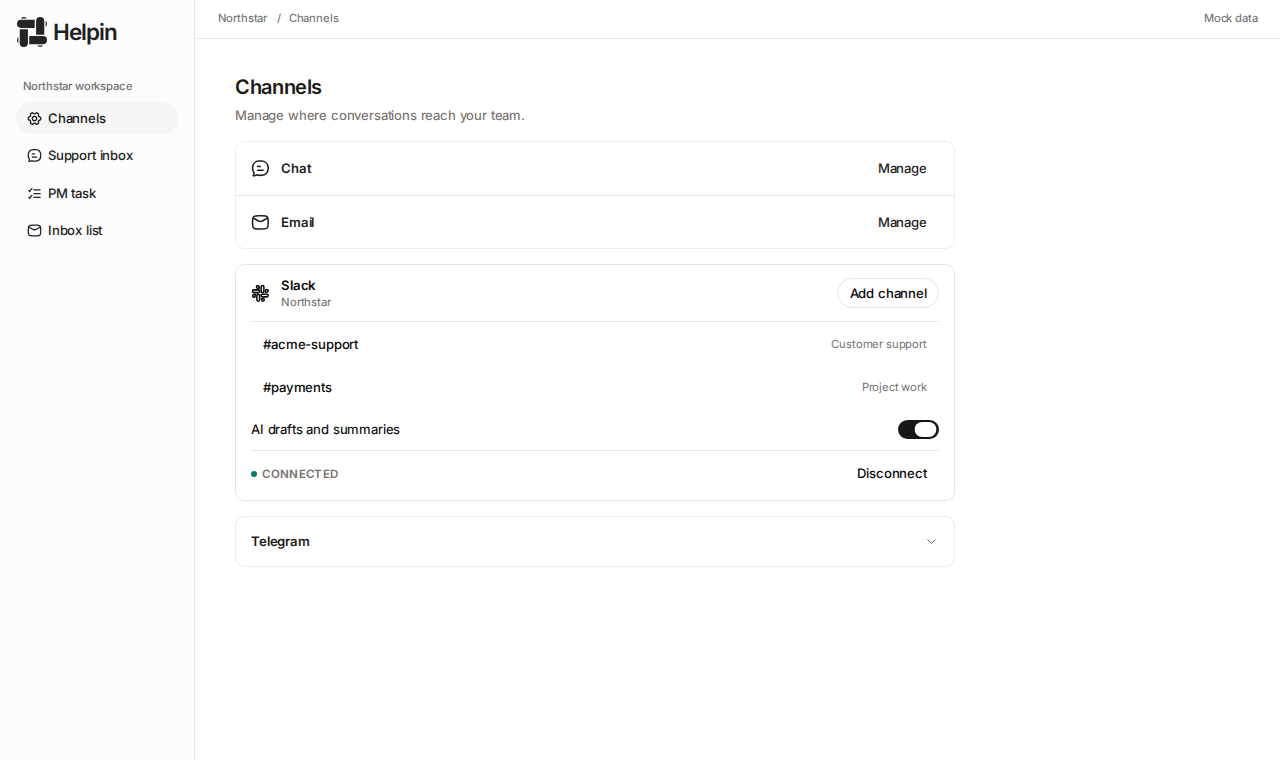 Helpin
Northstar workspace
Channels
Support inbox
PM task
Inbox list
Northstar / Channels
Mock data
Channels
Manage where conversations reach your team.
Chat
Manage
Email
Manage
Slack
Northstar
Add channel
#acme-support
Customer support
#payments
Project work
AI drafts and summaries
CONNECTED
Disconnect
Telegram